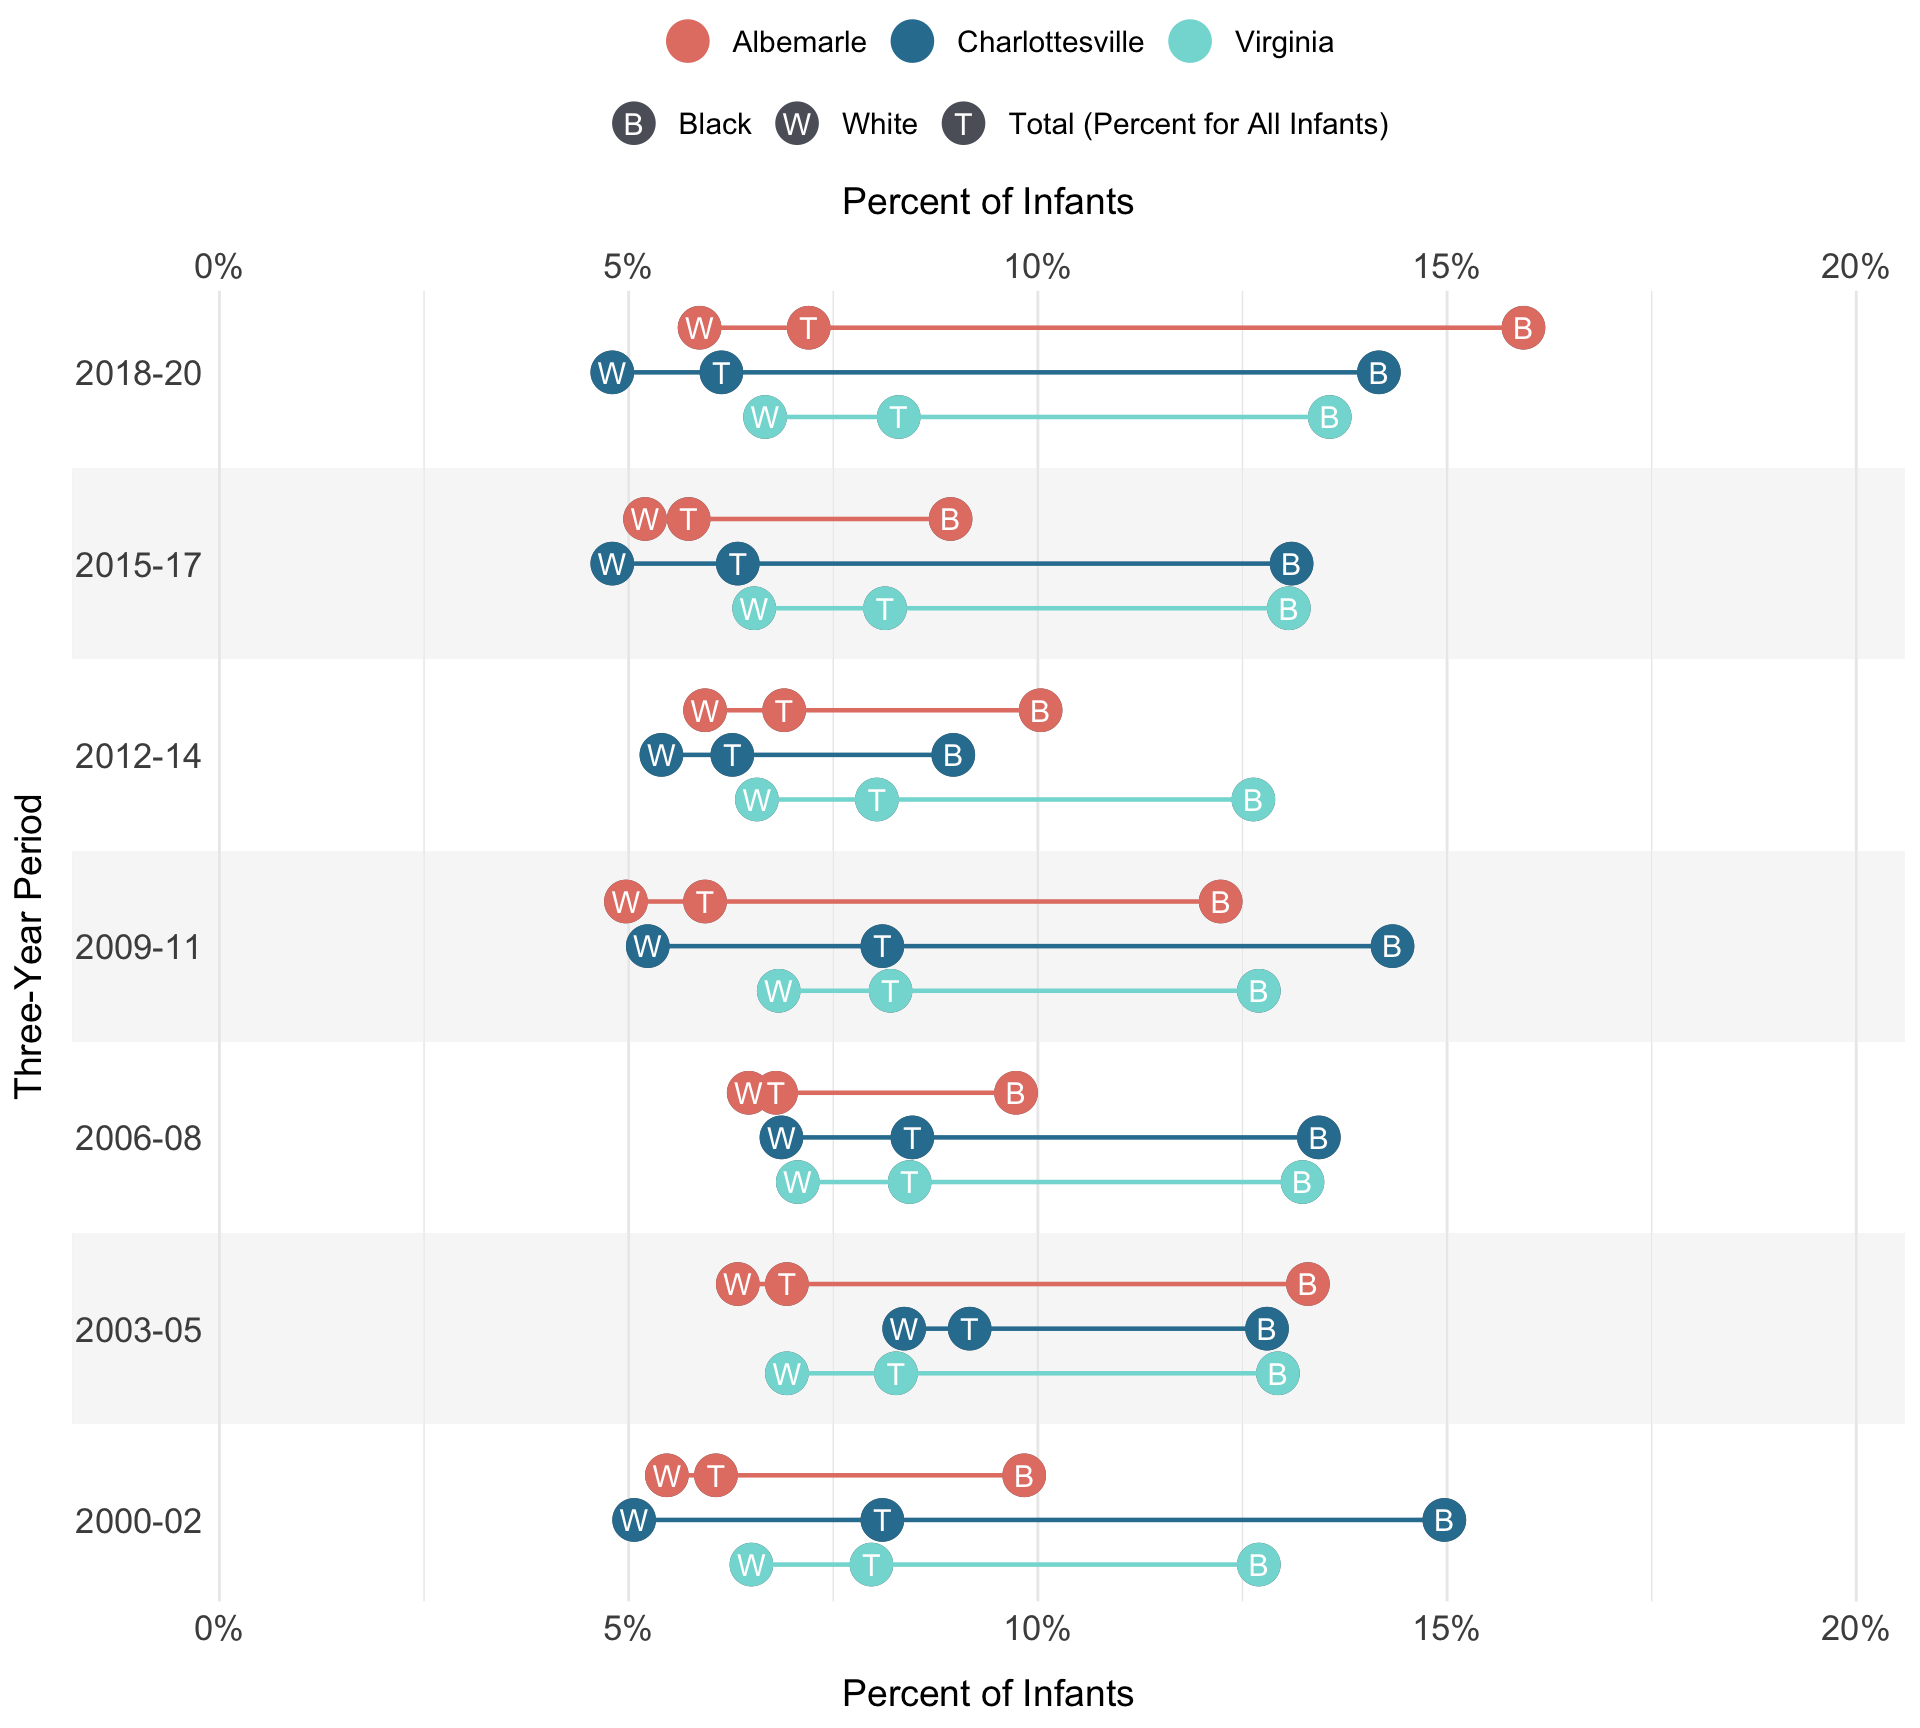 Albemarle Charlottesville Virginia
B Black W White T Total (Percent for All Infants)
Percent of Infants
0% 5% 10% 15% 20%
W T B
2018-20 W T B
W T B
W T B
2015-17 W T B
W T B
W T B
2012-14 W T B
W T B
Three-Year Period
W T B
2009-11 W T B
W T B
W T B
2006-08 W T B
W T B
W T B
2003-05 W T B
W T B
W T B
2000-02 W T B
W T B
0% 5% 10% 15% 20%
Percent of Infants